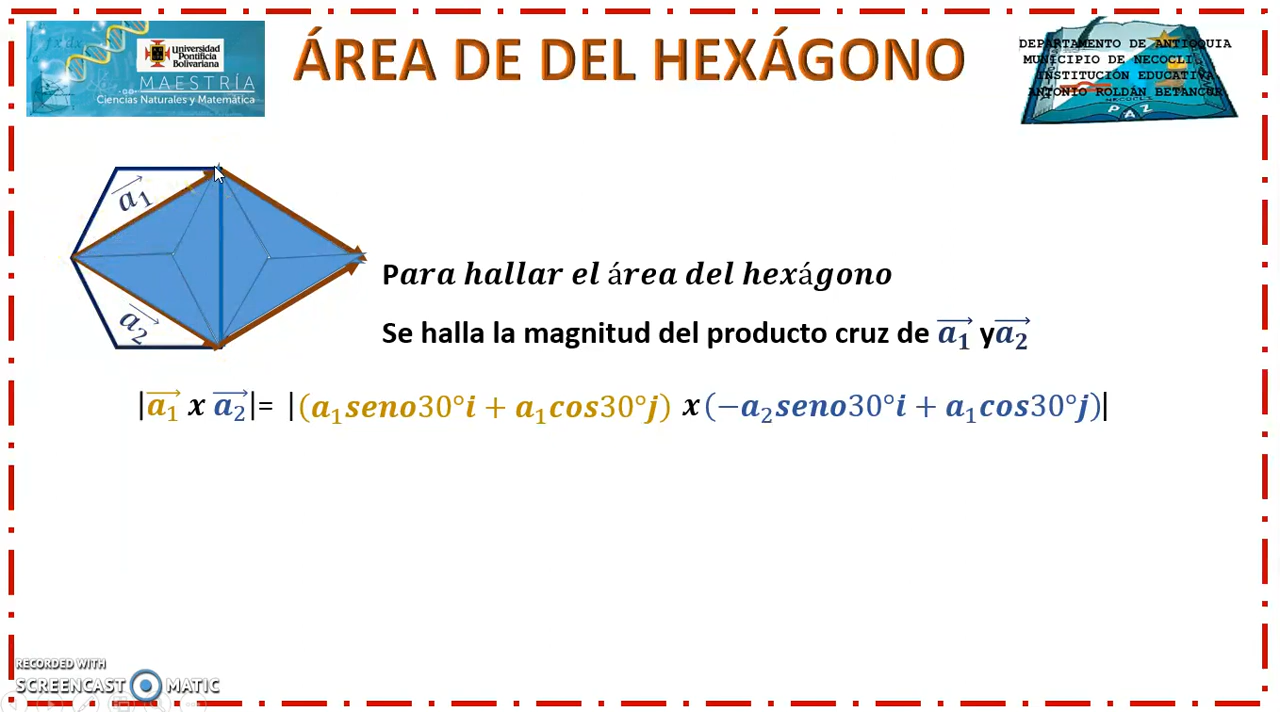 Universidad
Pontificia
Bolivariana
MAESTRÍA
Ciencias Naturales y Matemática
ÁREA DE DEL HEXÁGONO
DEPARTAMENTO DE ANTIOQUIA
MUNICIPIO DE NECOCLI
INSTITUCIÓN EDUCATIVA
ANTONIO ROLDÁN BETANCUR
NECOCLI
PAZ
a₁
a₂
Para hallar el área del hexágono
Se halla la magnitud del producto cruz de a₁ y a₂
|a₁ x a₂|= |(a₁seno30°i + a₁cos30°j) x (−a₂seno30°i + a₁cos30°j)|
RECORDED WITH
SCREENCAST MATIC